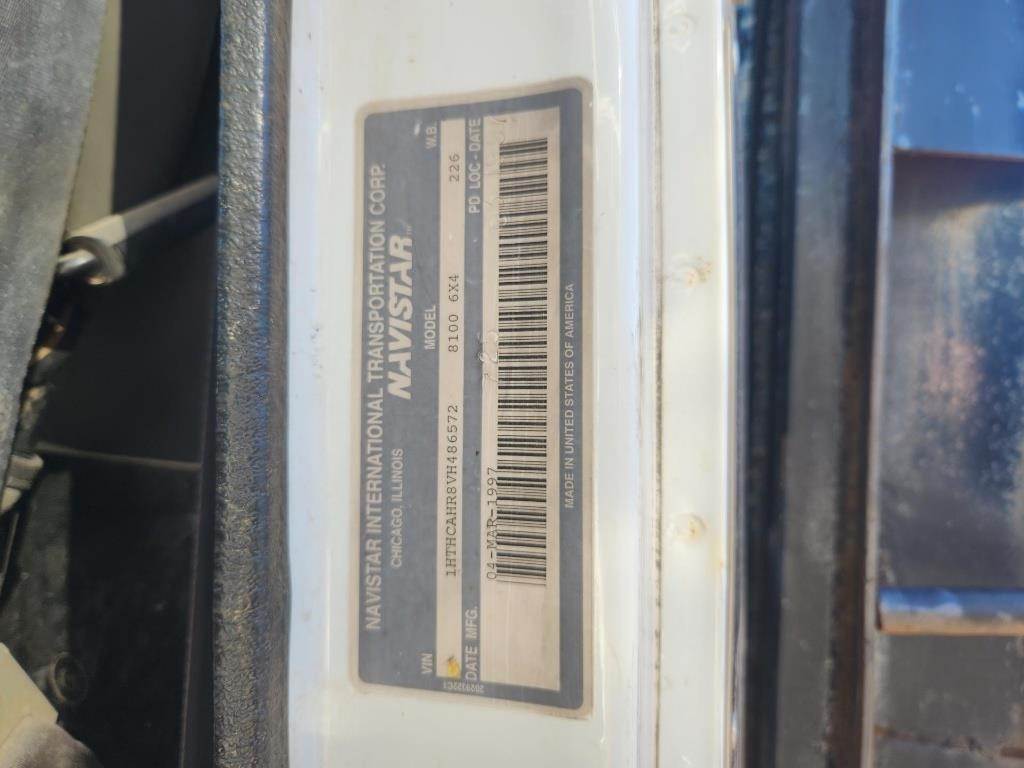 NAVISTAR INTERNATIONAL TRANSPORTATION CORP.
CHICAGO, ILLINOIS
NAVISTAR™
VIN MODEL W.B.
1HTHCAHR8VH486572 8100 6X4 226
DATE MFG. PD LOC - DATE
04-MAR-1997
MADE IN UNITED STATES OF AMERICA